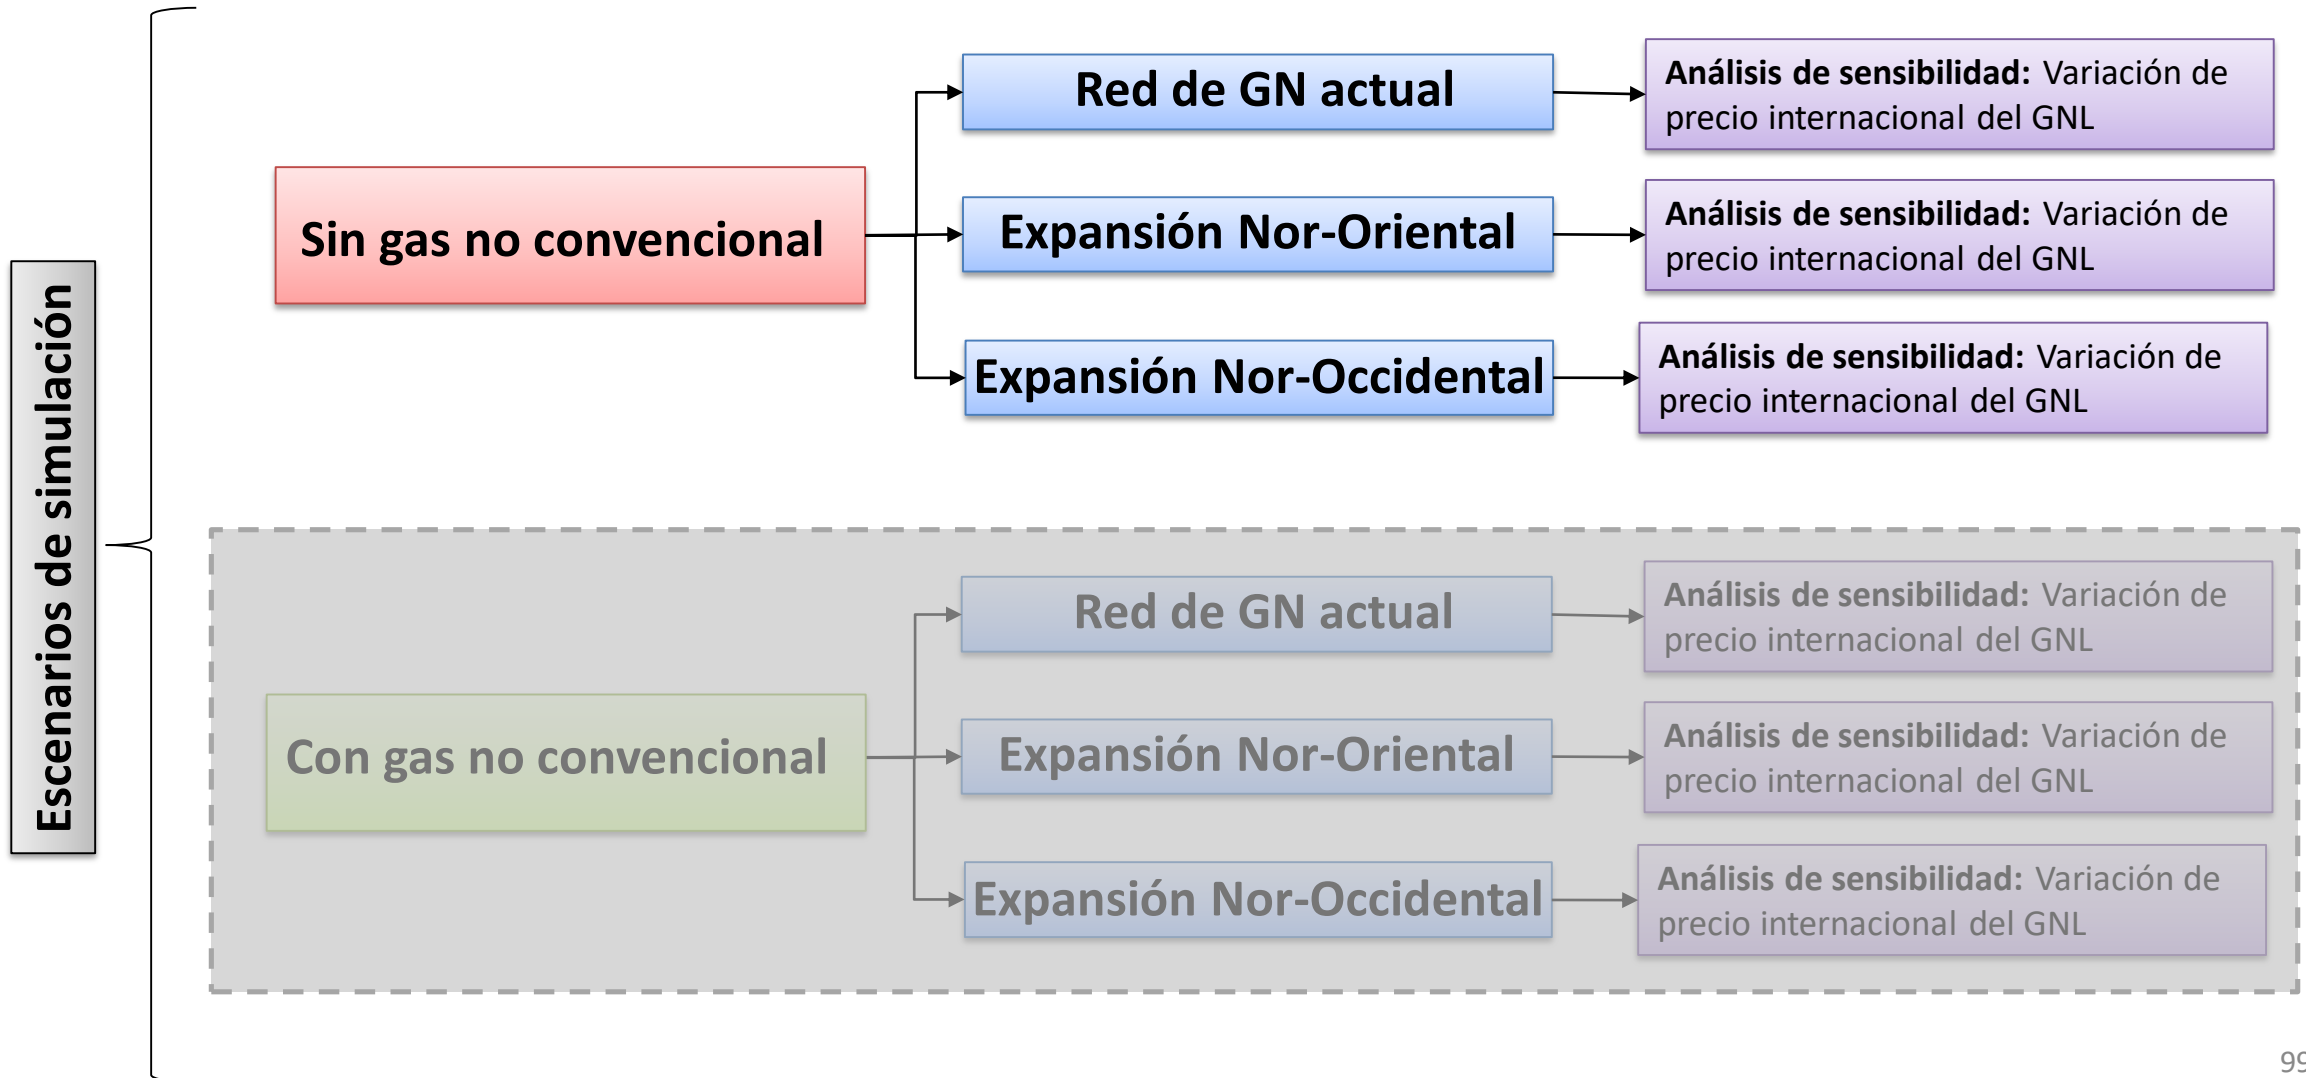 Escenarios de simulación
Sin gas no convencional
Red de GN actual
Análisis de sensibilidad: Variación de
precio internacional del GNL
Expansión Nor-Oriental
Análisis de sensibilidad: Variación de
precio internacional del GNL
Expansión Nor-Occidental
Análisis de sensibilidad: Variación de
precio internacional del GNL
Con gas no convencional
Red de GN actual
Análisis de sensibilidad: Variación de
precio internacional del GNL
Expansión Nor-Oriental
Análisis de sensibilidad: Variación de
precio internacional del GNL
Expansión Nor-Occidental
Análisis de sensibilidad: Variación de
precio internacional del GNL
99